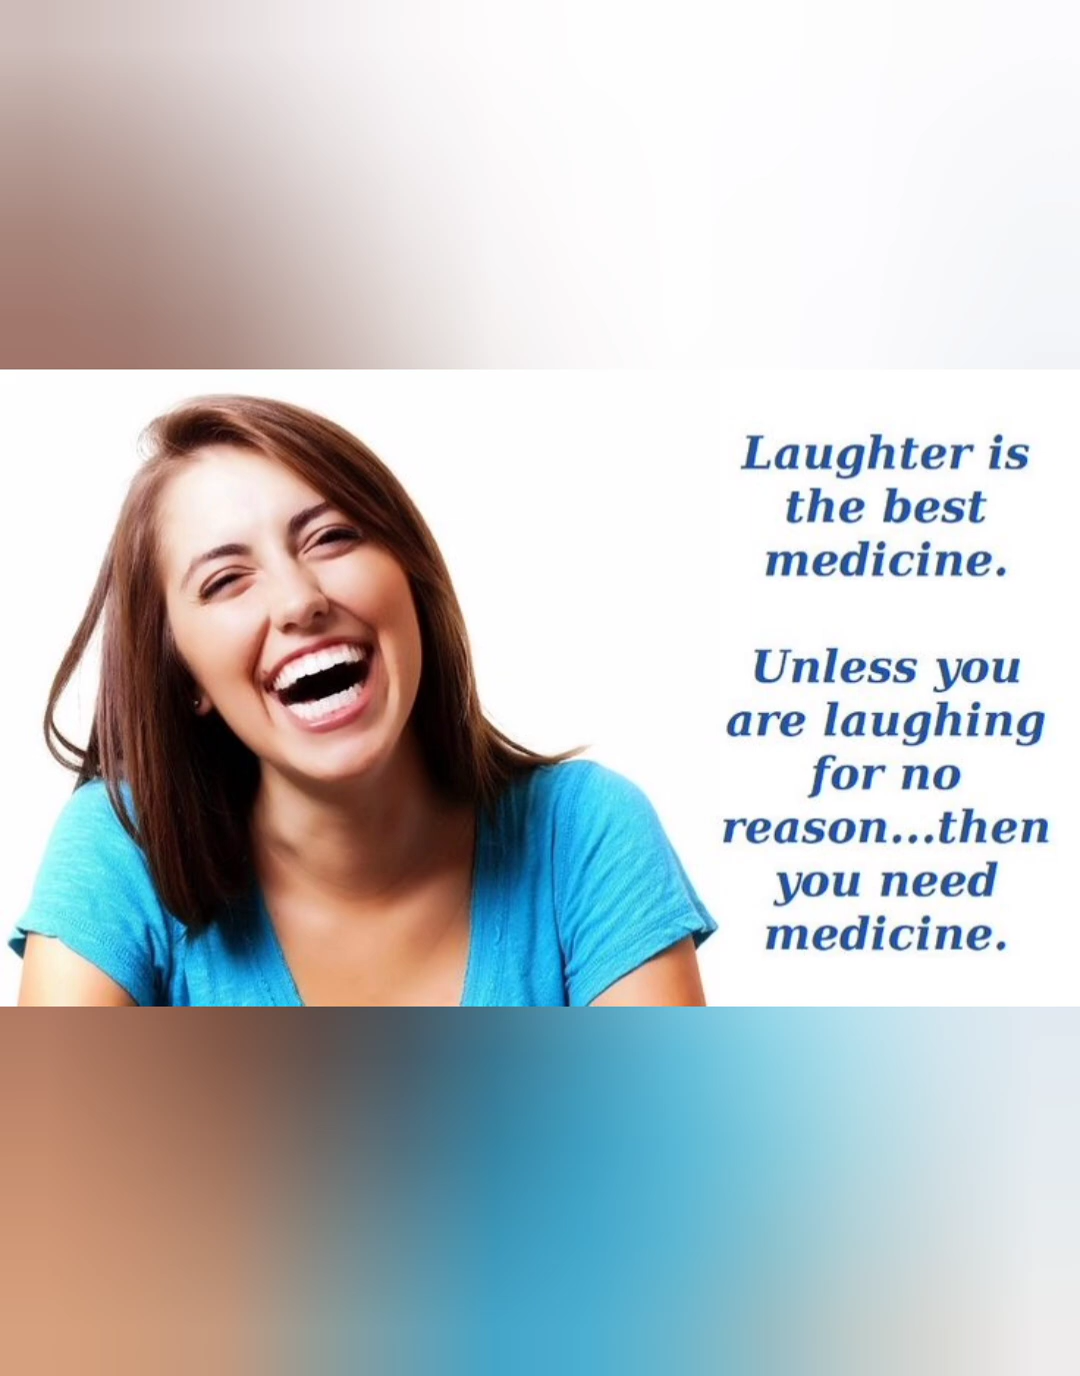 Laughter is
the best
medicine.
Unless you
are laughing
for no
reason...then
you need
medicine.